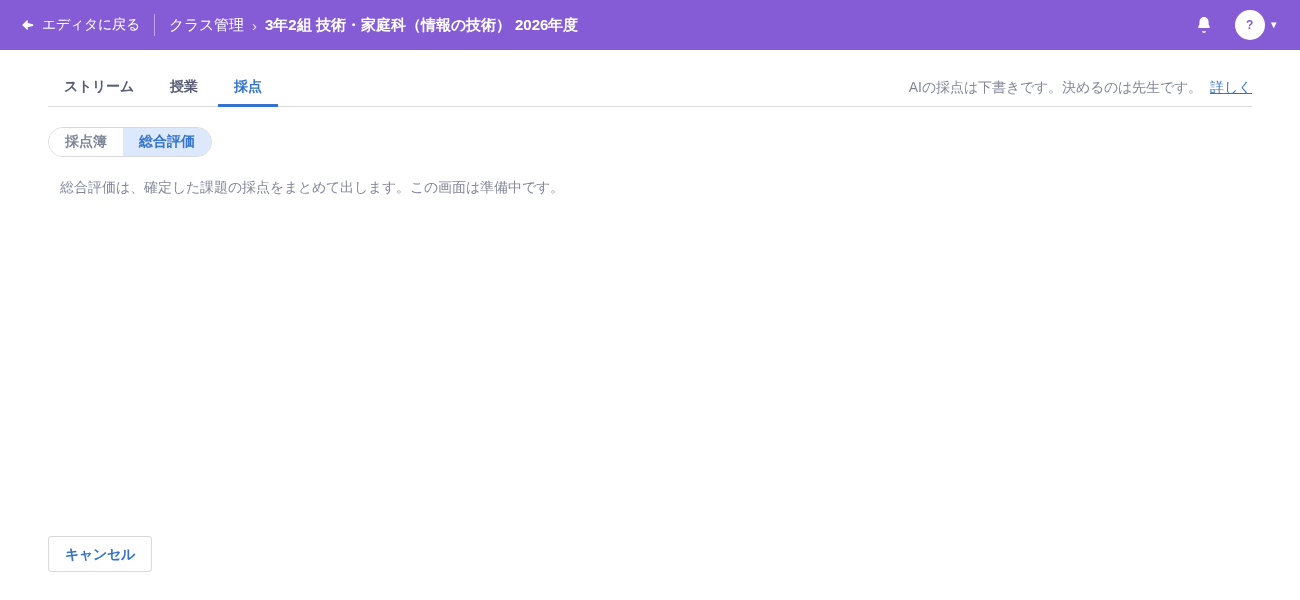 エディタに戻る
クラス管理 › 3年2組 技術・家庭科（情報の技術） 2026年度
? ▼
ストリーム 授業 採点
AIの採点は下書きです。決めるのは先生です。 詳しく
採点簿 総合評価
総合評価は、確定した課題の採点をまとめて出します。この画面は準備中です。
キャンセル